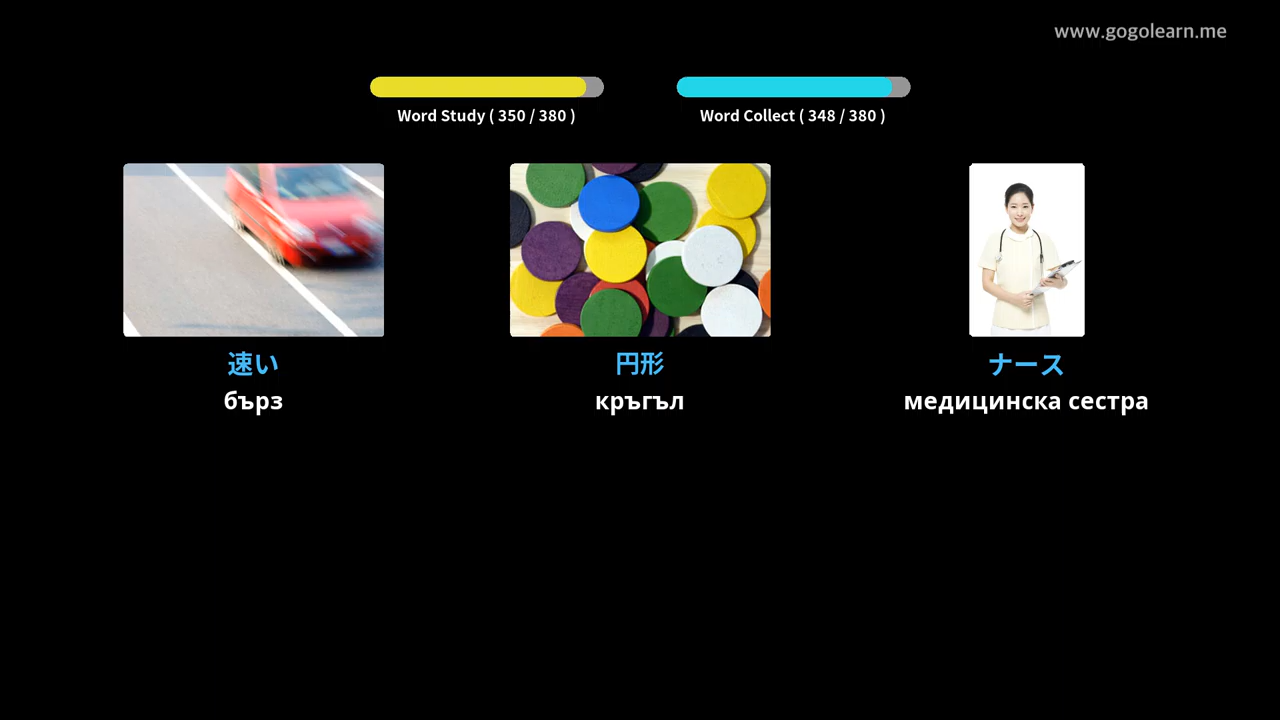 www.gogolearn.me
Word Study ( 350 / 380 )
Word Collect ( 348 / 380 )
速い
円形
ナース
бърз
кръгъл
медицинска сестра